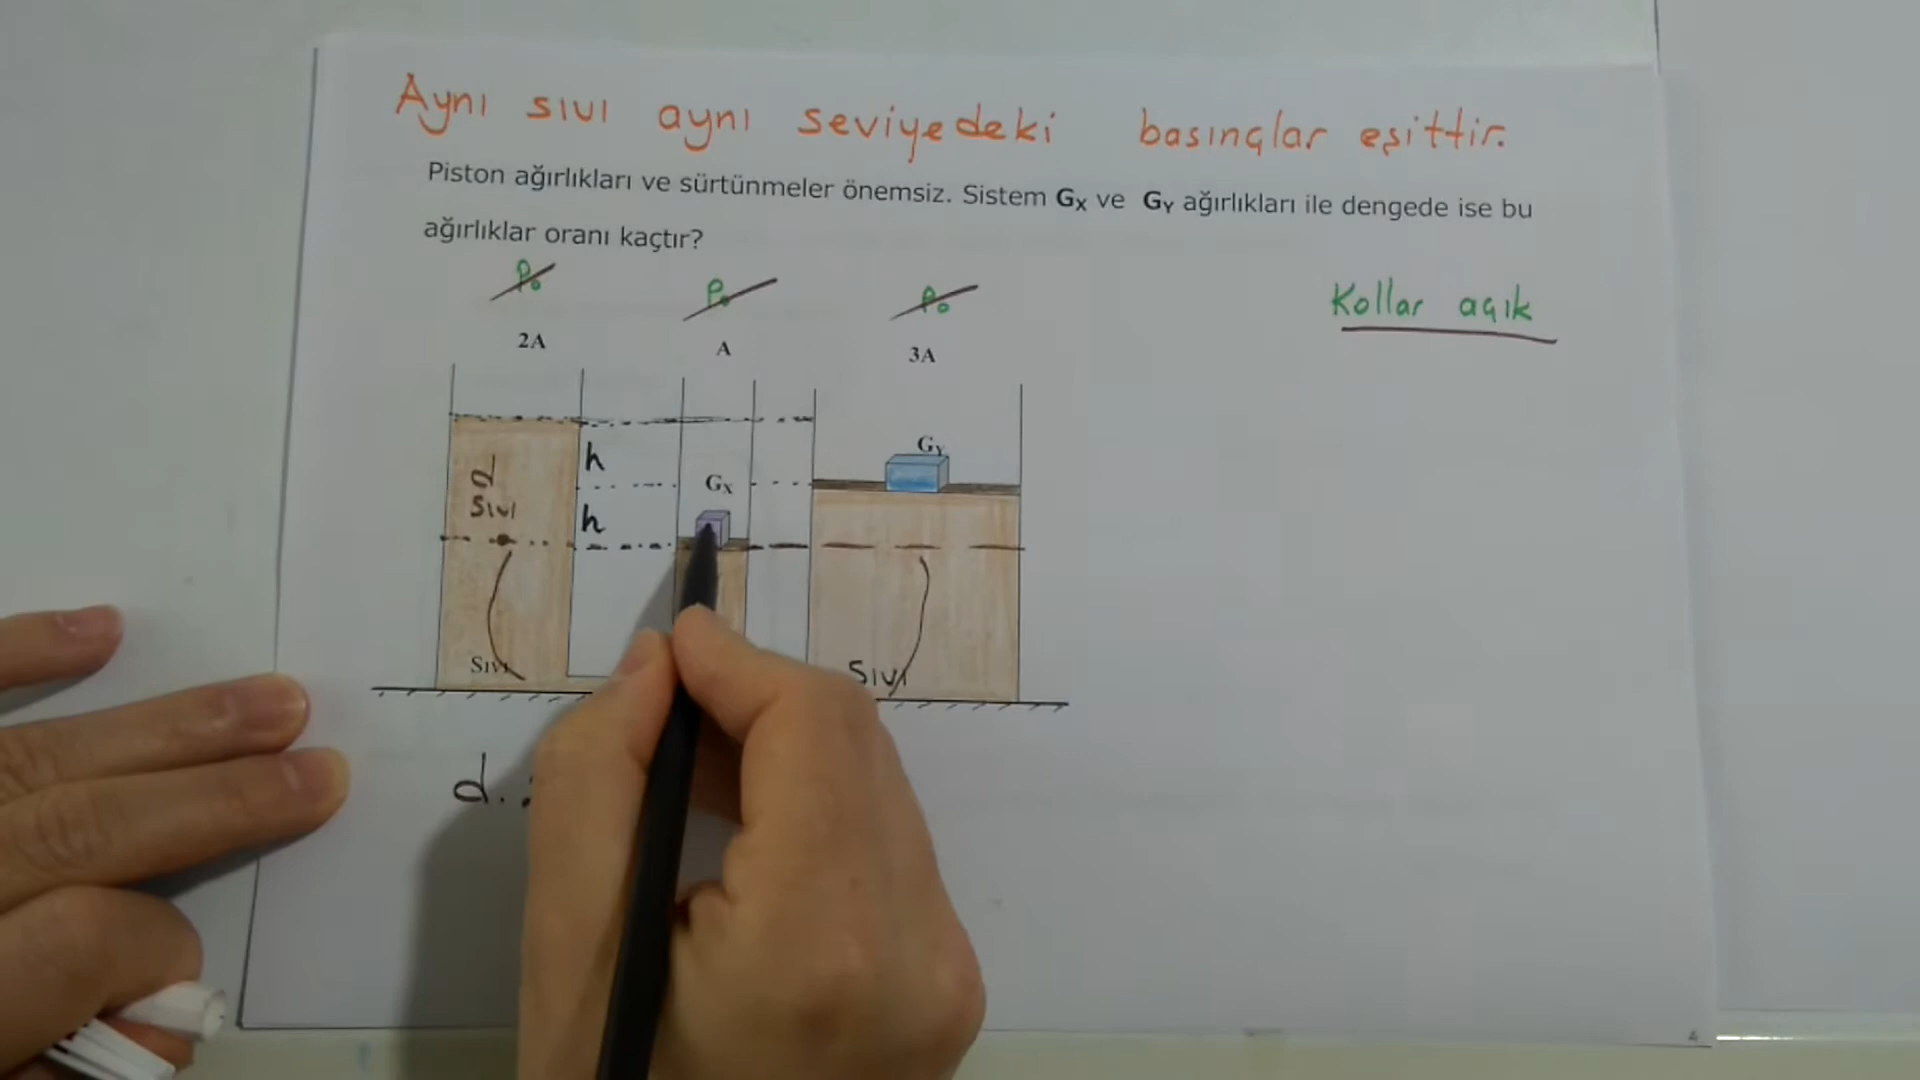 Aynı sıvı aynı seviyedeki basınçlar eşittir.
Piston ağırlıkları ve sürtünmeler önemsiz. Sistem Gx ve Gy ağırlıkları ile dengede ise bu
ağırlıklar oranı kaçtır?
P₀ P₀ P₀
Kollar açık
2A A 3A
Gy
h
Gx
d
sıvı
h
Sıvı
Sıvı
d.
4